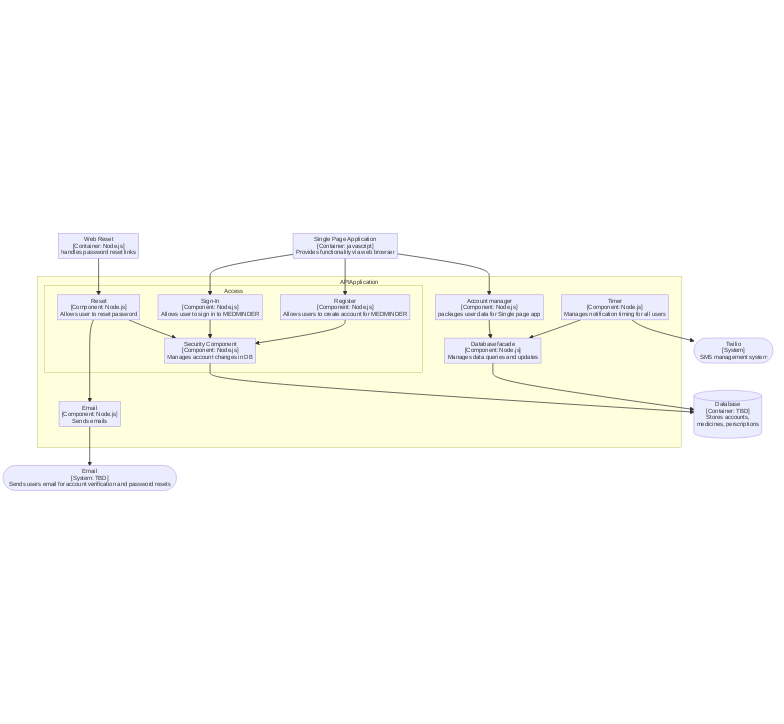 Web Reset
[Container: Node.js]
handles password reset links
Single Page Application
[Container: javascript]
Provides functionality via web browser
API Application
Access
Reset
[Component: Node.js]
Allows user to reset password
Sign-In
[Component: Node.js]
Allows user to sign in to MEDMINDER
Register
[Component: Node.js]
Allows users to create account for MEDMINDER
Account manager
[Component: Node.js]
packages user data for Single page app
Timer
[Component: Node.js]
Manages notification timing for all users
Security Component
[Component: Node.js]
Manages account changes in DB
Database facade
[Component: Node.js]
Manages data queries and updates
Twilio
[System]
SMS management system
Email
[Component: Node.js]
Sends emails
Database
[Container: TBD]
Stores accounts,
medicines, perscriptions
Email
[System: TBD]
Sends users email for account verification and password resets